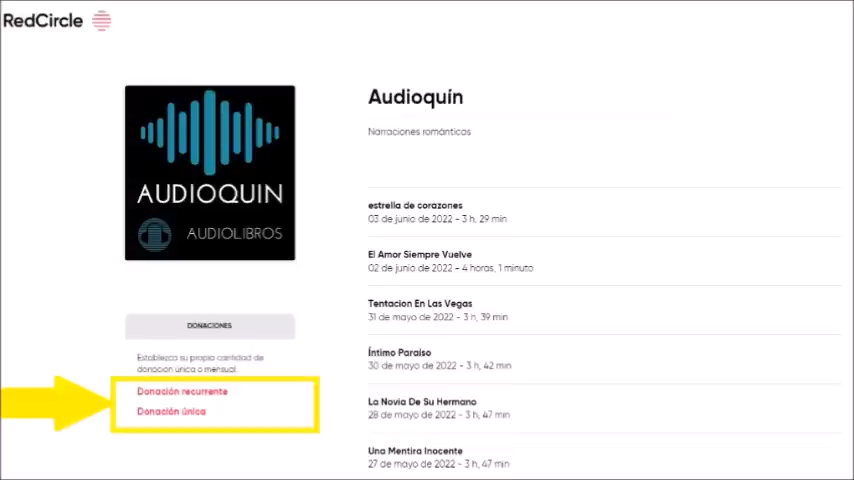 RedCircle
AUDIOQUIN
AUDIOLIBROS
DONACIONES
Establezca su propia cantidad de
donación única o mensual.
Donación recurrente
Donación única
Audioquín
Narraciones románticas
estrella de corazones
03 de junio de 2022 - 3 h, 29 min
El Amor Siempre Vuelve
02 de junio de 2022 - 4 horas, 1 minuto
Tentacion En Las Vegas
31 de mayo de 2022 - 3 h, 39 min
Íntimo Paraíso
30 de mayo de 2022 - 3 h, 42 min
La Novia De Su Hermano
28 de mayo de 2022 - 3 h, 47 min
Una Mentira Inocente
27 de mayo de 2022 - 3 h, 47 min